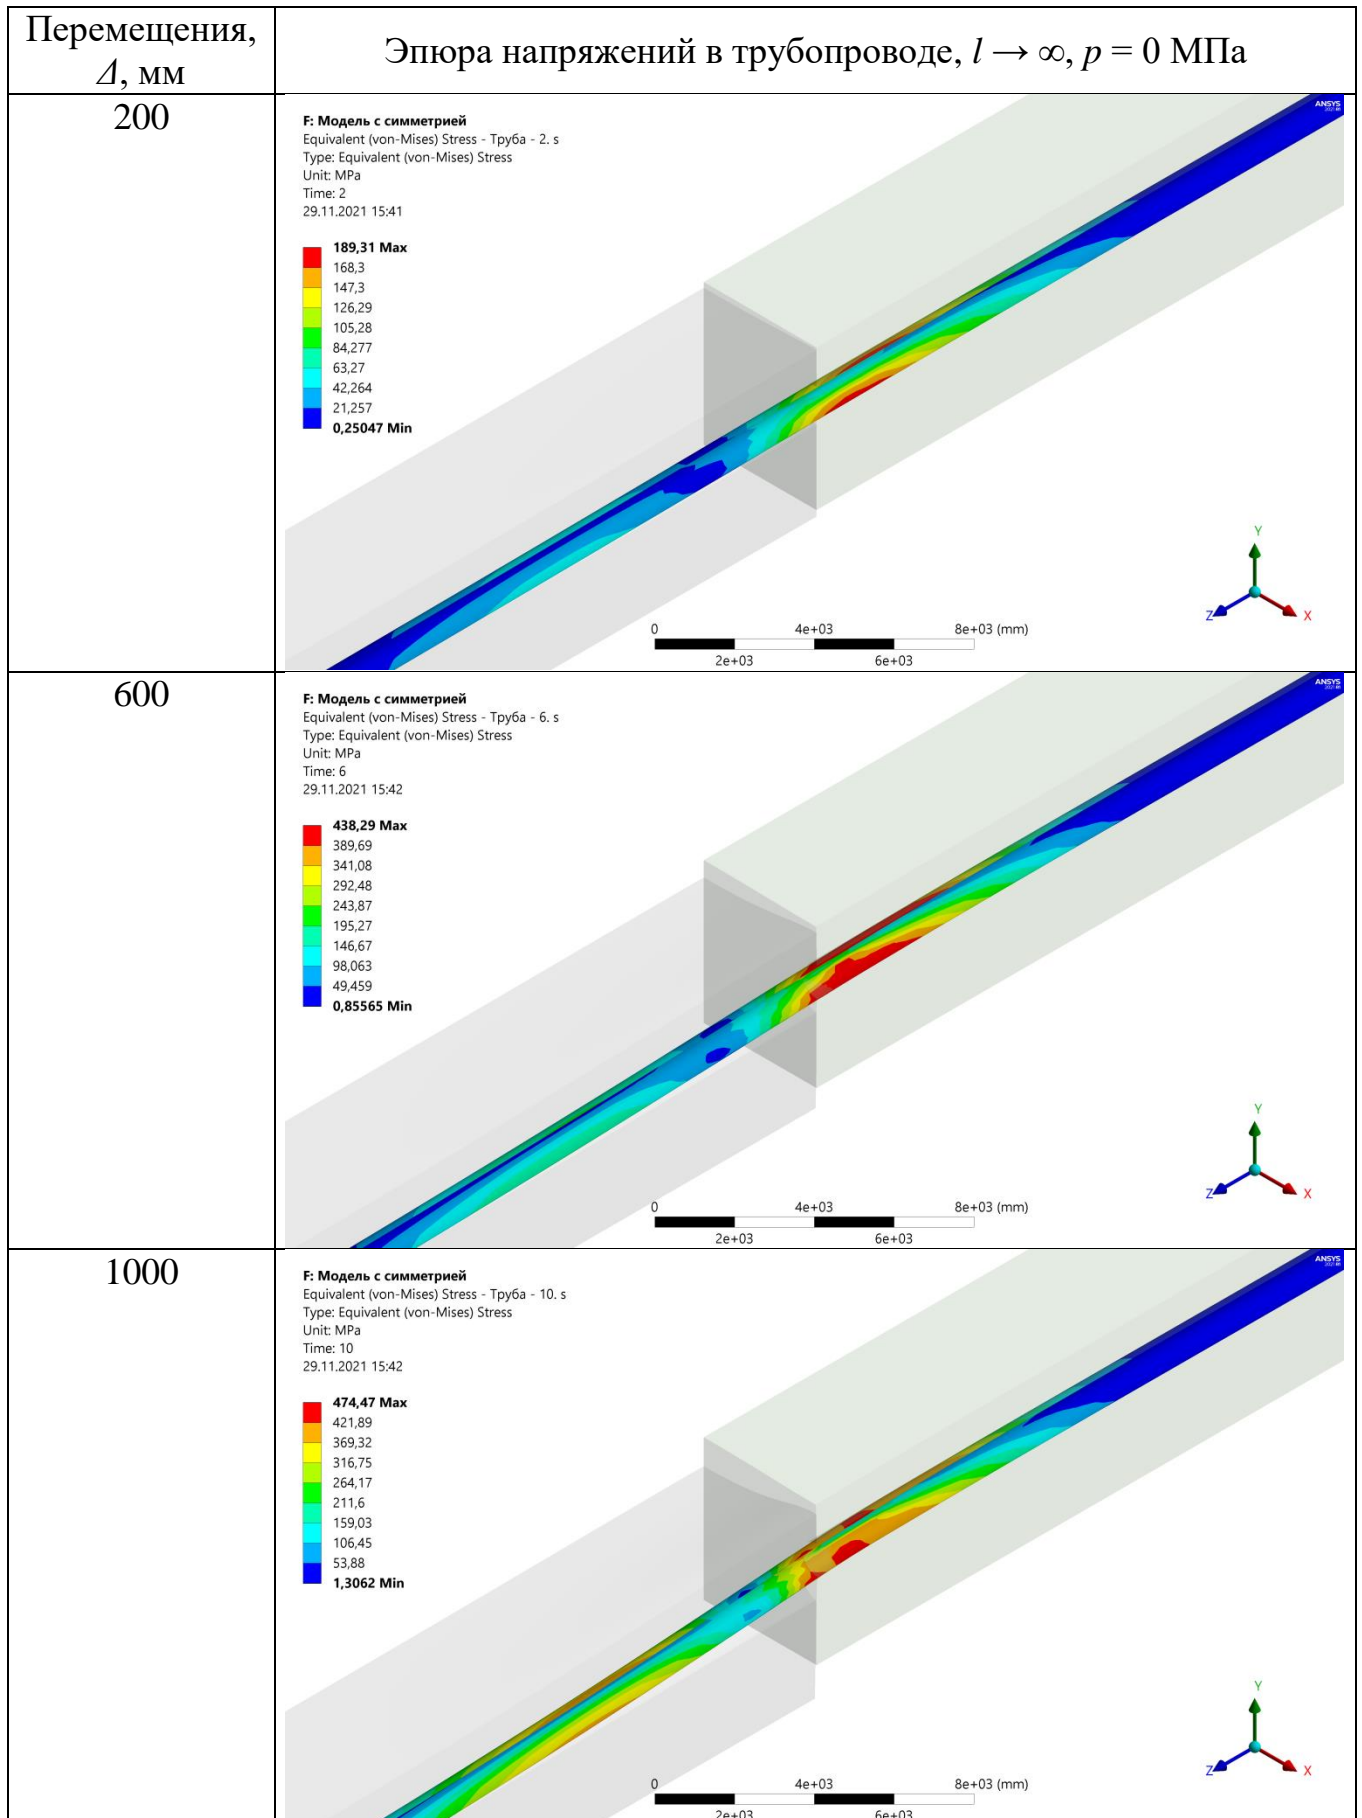 Перемещения,
Δ, мм
Эпюра напряжений в трубопроводе, l → ∞, p = 0 МПа
200
F: Модель с симметрией
Equivalent (von-Mises) Stress - Труба - 2. s
Type: Equivalent (von-Mises) Stress
Unit: MPa
Time: 2
29.11.2021 15:41
189,31 Max
168,3
147,3
126,29
105,28
84,277
63,27
42,264
21,257
0,25047 Min
ANSYS
2021 R1
Y
Z
X
0
4e+03
8e+03 (mm)
2e+03
6e+03
600
F: Модель с симметрией
Equivalent (von-Mises) Stress - Труба - 6. s
Type: Equivalent (von-Mises) Stress
Unit: MPa
Time: 6
29.11.2021 15:42
438,29 Max
389,69
341,08
292,48
243,87
195,27
146,67
98,063
49,459
0,85565 Min
ANSYS
2021 R1
Y
Z
X
0
4e+03
8e+03 (mm)
2e+03
6e+03
1000
F: Модель с симметрией
Equivalent (von-Mises) Stress - Труба - 10. s
Type: Equivalent (von-Mises) Stress
Unit: MPa
Time: 10
29.11.2021 15:42
474,47 Max
421,89
369,32
316,75
264,17
211,6
159,03
106,45
53,88
1,3062 Min
ANSYS
2021 R1
Y
Z
X
0
4e+03
8e+03 (mm)
2e+03
6e+03